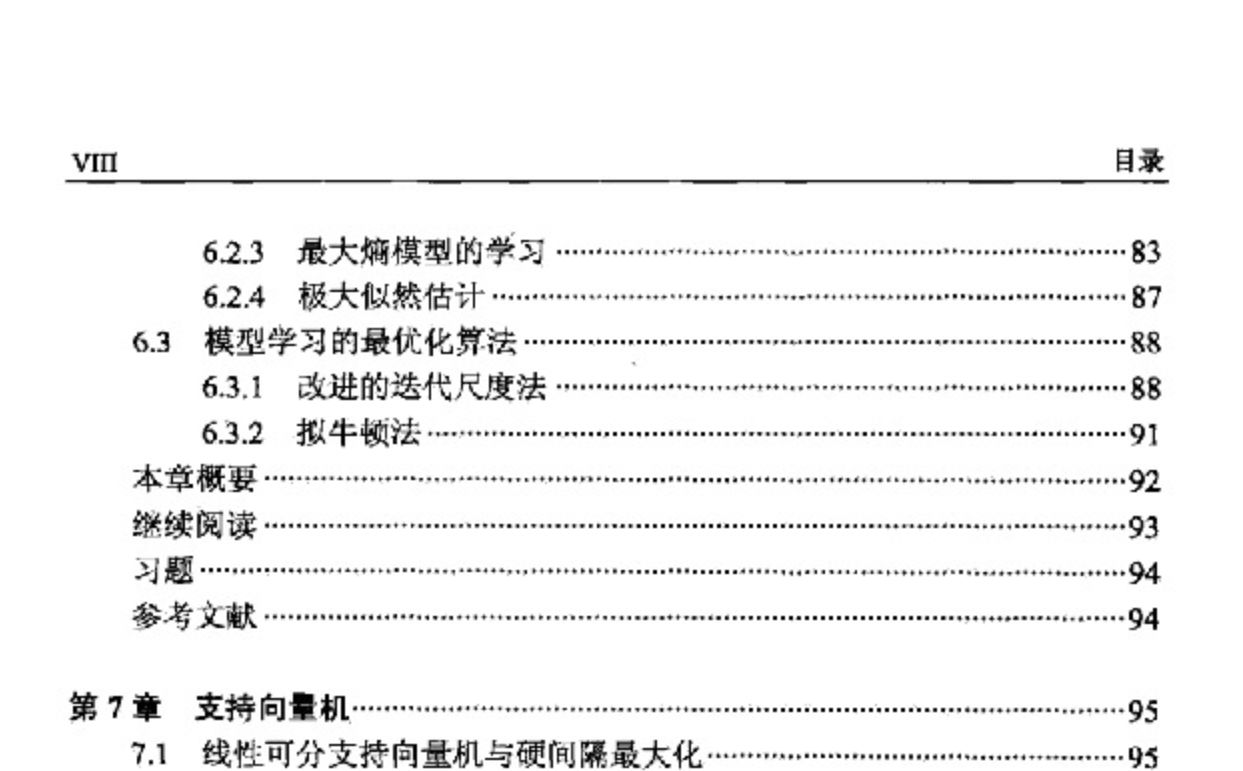 VIII 目录
6.2.3 最大熵模型的学习 83
6.2.4 极大似然估计 87
6.3 模型学习的最优化算法 88
6.3.1 改进的迭代尺度法 88
6.3.2 拟牛顿法 91
本章概要 92
继续阅读 93
习题 94
参考文献 94
第 7 章 支持向量机 95
7.1 线性可分支持向量机与硬间隔最大化 95